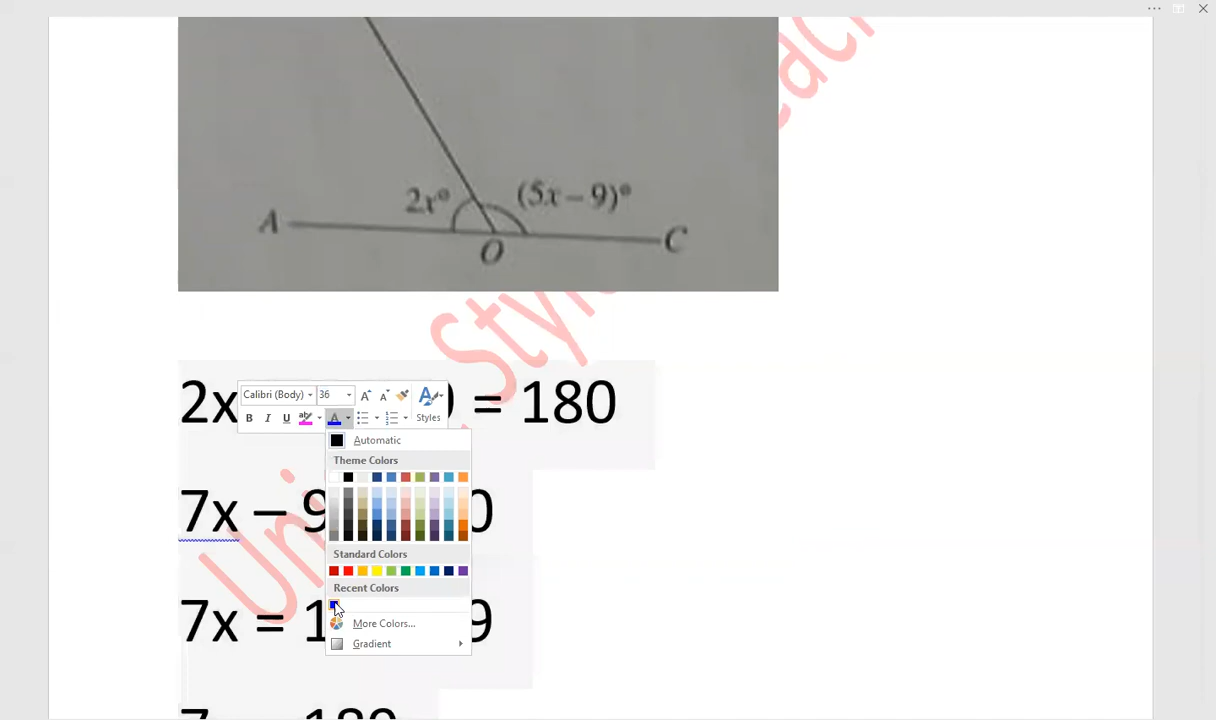 2x° (5x – 9)°
A
O
C
2x = 180
Calibri (Body) 36
B I U ab A Styles
Automatic
Theme Colors
7x – 9
Standard Colors
Recent Colors
7x = 1 9
More Colors...
Gradient